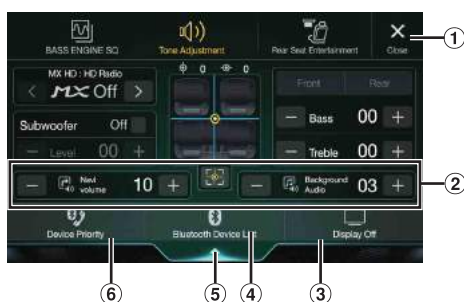 BASS ENGINE SQ
Tone Adjustment
Rear Seat Entertainment
Close
1
MX HD : HD Radio
MX Off
0 0
Front Rear
Subwoofer Off
Bass 00
Level 00
Treble 00
Navi volume 10
Background Audio 03
2
Device Priority
Bluetooth Device List
Display Off
6 5 4 3